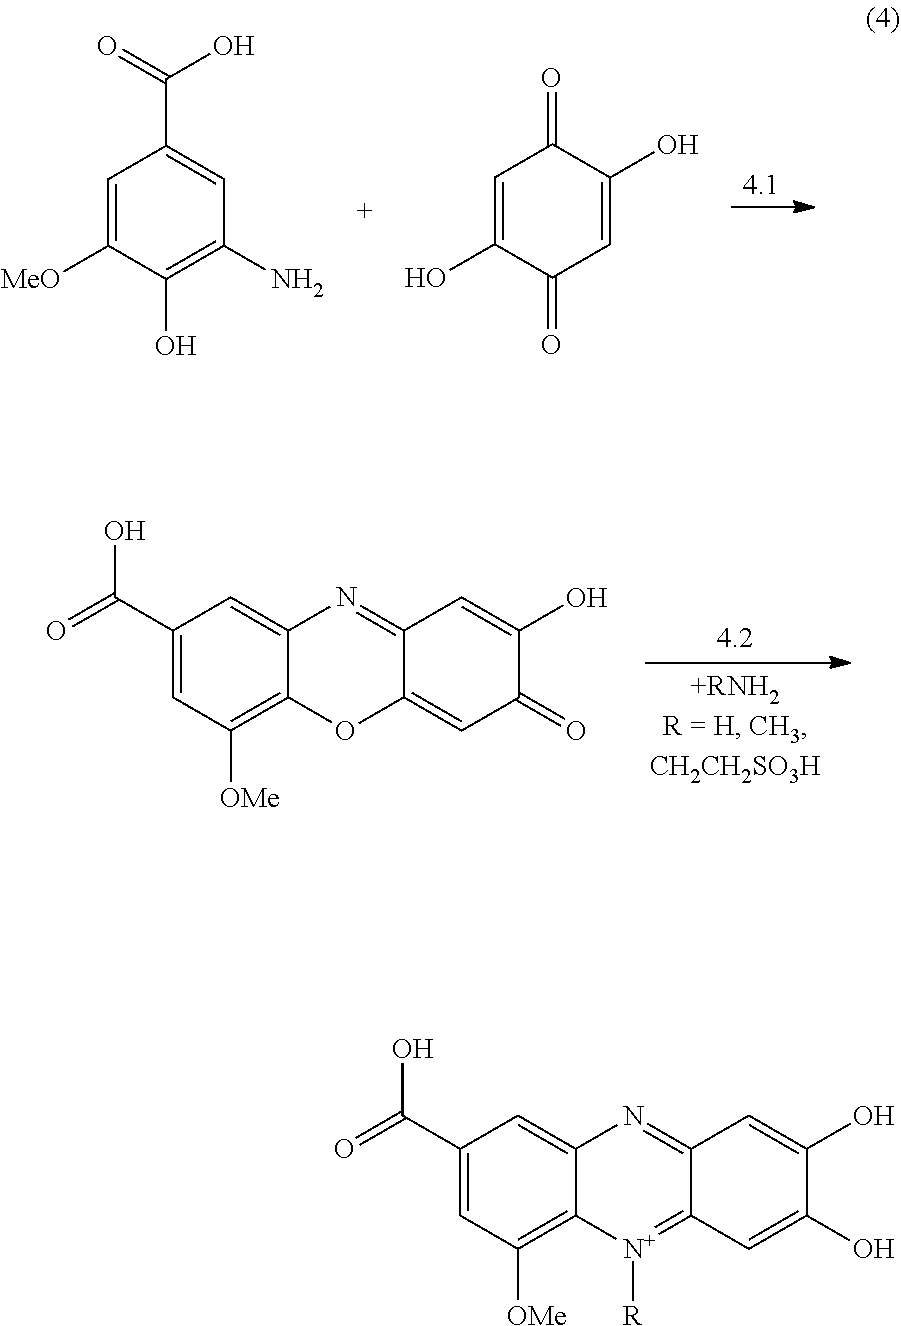 (4)
O OH
O
OH
4.1
+
MeO NH2
HO
OH
O
OH
N OH
O
4.2
+RNH2
O O
R = H, CH3,
CH2CH2SO3H
OMe
OH
N OH
O
N+ OH
OMe R